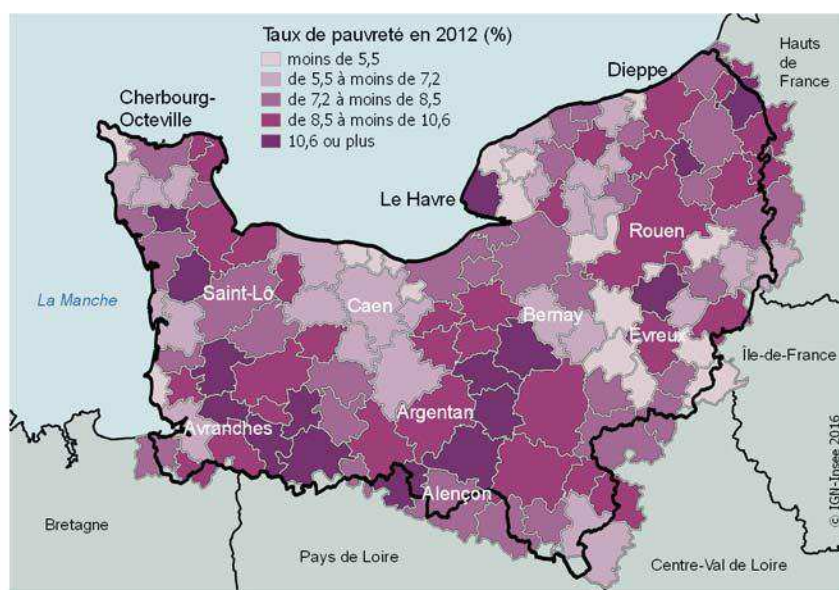 Taux de pauvreté en 2012 (%)
moins de 5,5
de 5,5 à moins de 7,2
de 7,2 à moins de 8,5
de 8,5 à moins de 10,6
10,6 ou plus
Hauts
de
France
Dieppe
Cherbourg-
Octeville
Le Havre
Rouen
La Manche
Saint-Lô
Caen
Bernay
Évreux
Île-de-France
Argentan
Avranches
Alençon
Bretagne
Pays de Loire
Centre-Val de Loire
© IGN-Insee 2016